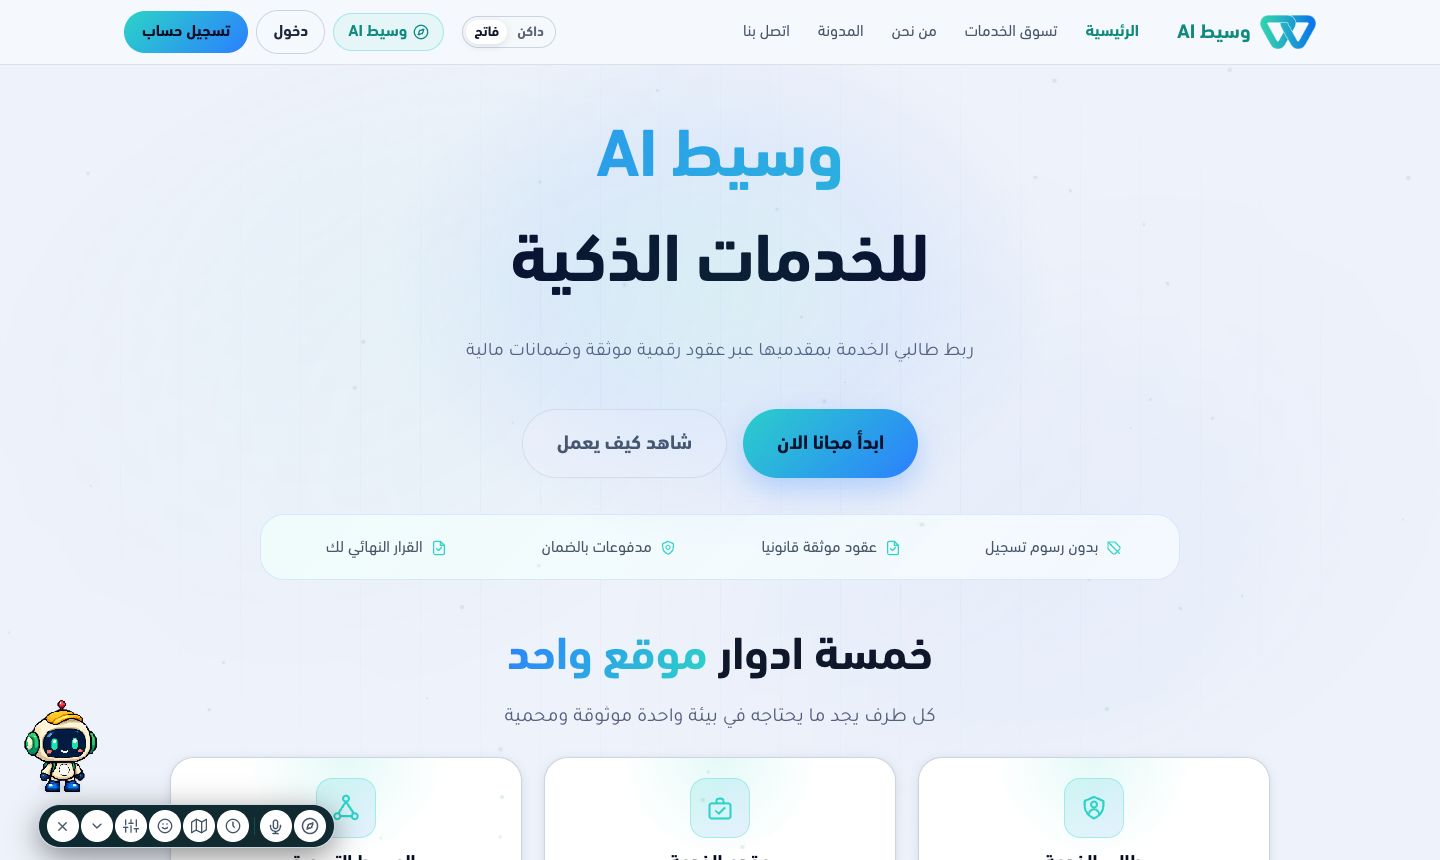 وسيط AI
الرئيسية
تسوق الخدمات
من نحن
المدونة
اتصل بنا
داكن
فاتح
وسيط AI
دخول
تسجيل حساب
وسيط AI
للخدمات الذكية
ربط طالبي الخدمة بمقدميها عبر عقود رقمية موثقة وضمانات مالية
ابدأ مجانا الان
شاهد كيف يعمل
بدون رسوم تسجيل
عقود موثقة قانونيا
مدفوعات بالضمان
القرار النهائي لك
خمسة ادوار موقع واحد
كل طرف يجد ما يحتاجه في بيئة واحدة موثوقة ومحمية